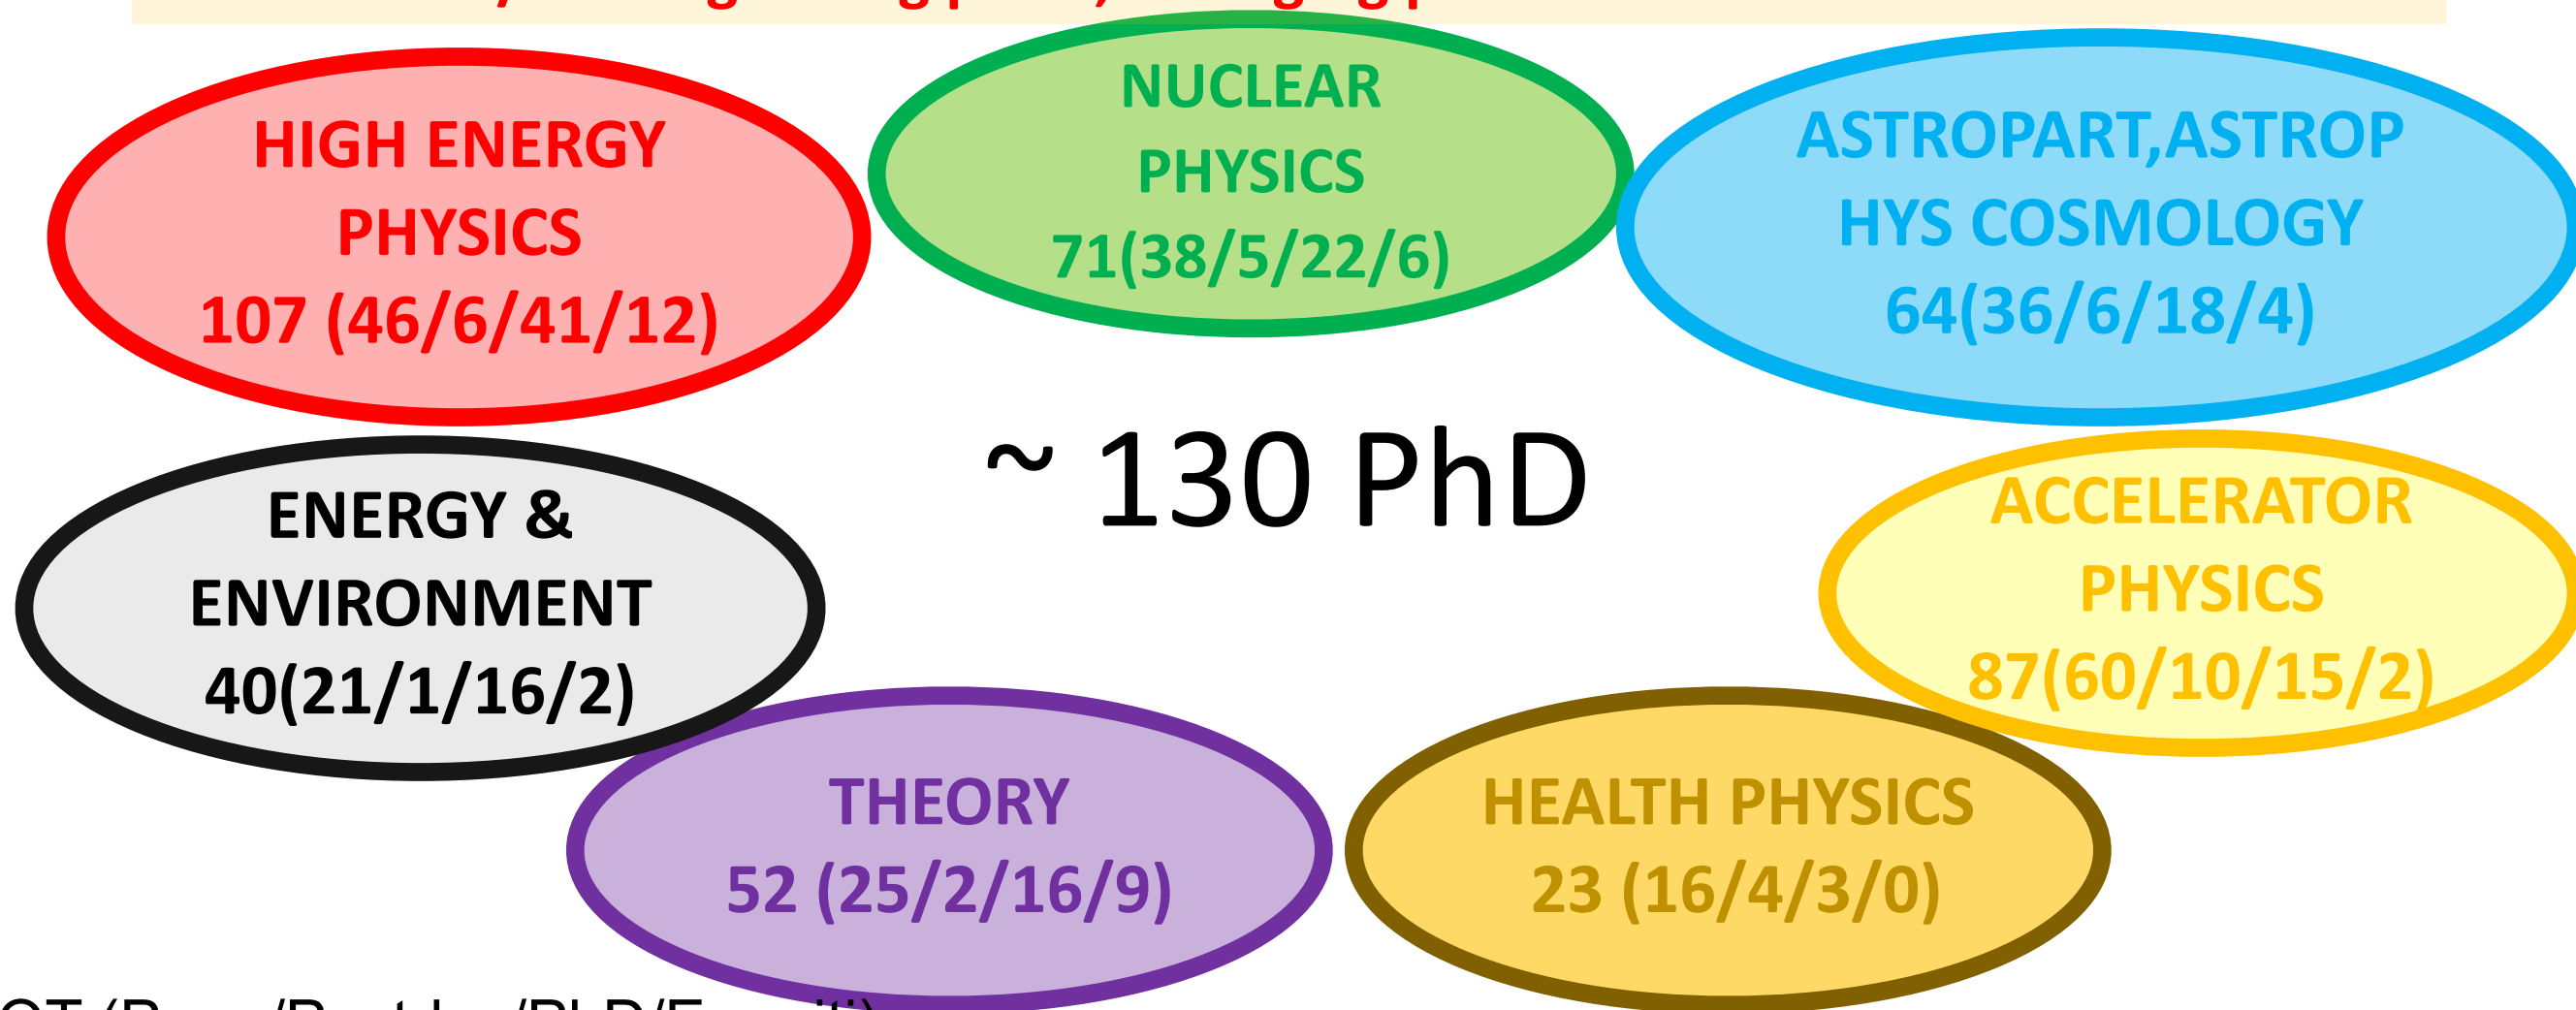 HIGH ENERGY
PHYSICS
107 (46/6/41/12)
NUCLEAR
PHYSICS
71(38/5/22/6)
ASTROPART,ASTROP
HYS COSMOLOGY
64(36/6/18/4)
~ 130 PhD
ENERGY &
ENVIRONMENT
40(21/1/16/2)
ACCELERATOR
PHYSICS
87(60/10/15/2)
THEORY
52 (25/2/16/9)
HEALTH PHYSICS
23 (16/4/3/0)